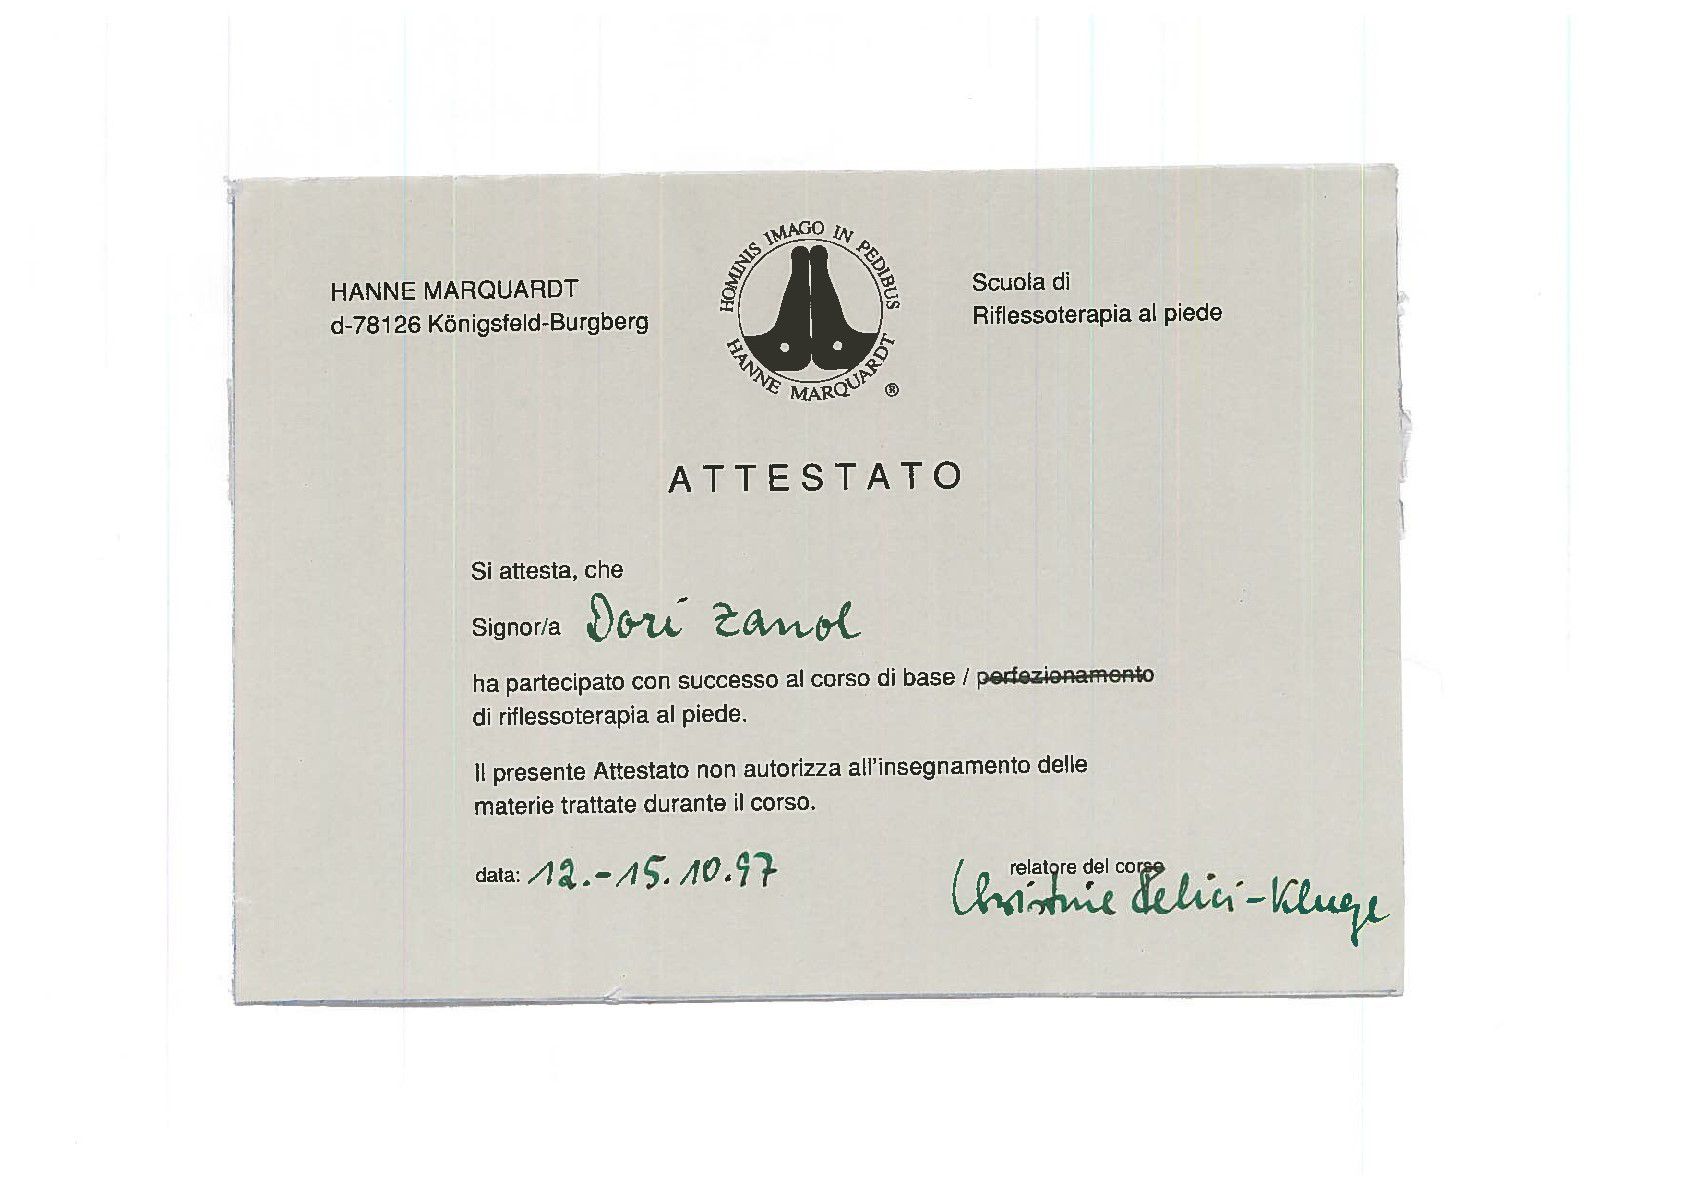 HANNE MARQUARDT
d-78126 Königsfeld-Burgberg
HOMINIS IMAGO IN PEDIBUS
HANNE MARQUARDT ®
Scuola di
Riflessoterapia al piede
ATTESTATO
Si attesta, che
Signor/a Dori Zanol
ha partecipato con successo al corso di base / perfezionamento
di riflessoterapia al piede.
Il presente Attestato non autorizza all'insegnamento delle
materie trattate durante il corso.
data: 12.-15.10.97
relatore del corso
Christine Felici-Kluge